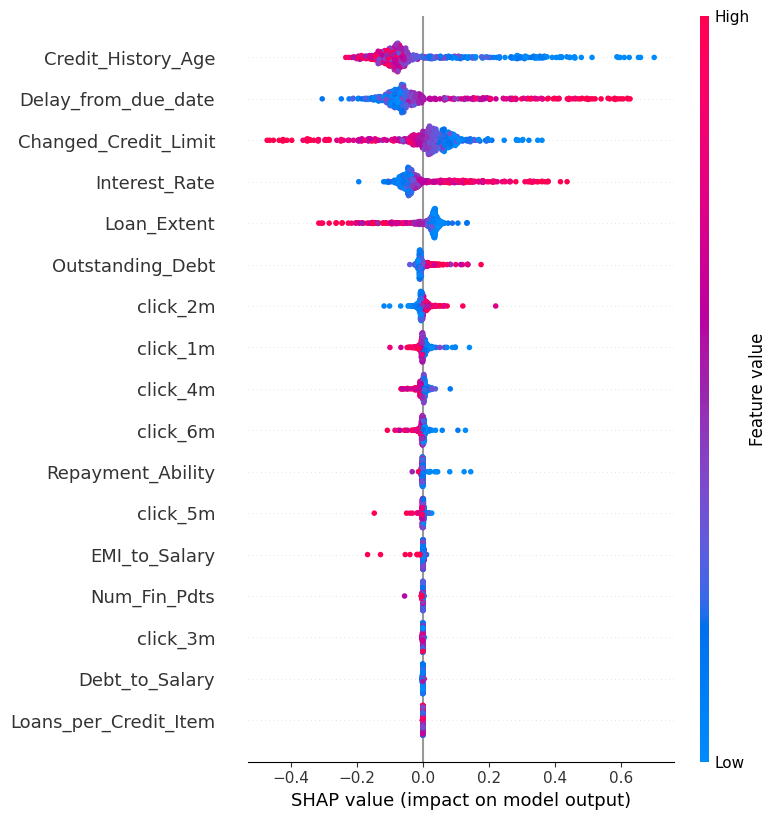 High
Credit_History_Age
Delay_from_due_date
Changed_Credit_Limit
Interest_Rate
Loan_Extent
Outstanding_Debt
click_2m
click_1m
click_4m
click_6m
Repayment_Ability
click_5m
EMI_to_Salary
Num_Fin_Pdts
click_3m
Debt_to_Salary
Loans_per_Credit_Item
Feature value
Low
−0.4 −0.2 0.0 0.2 0.4 0.6
SHAP value (impact on model output)